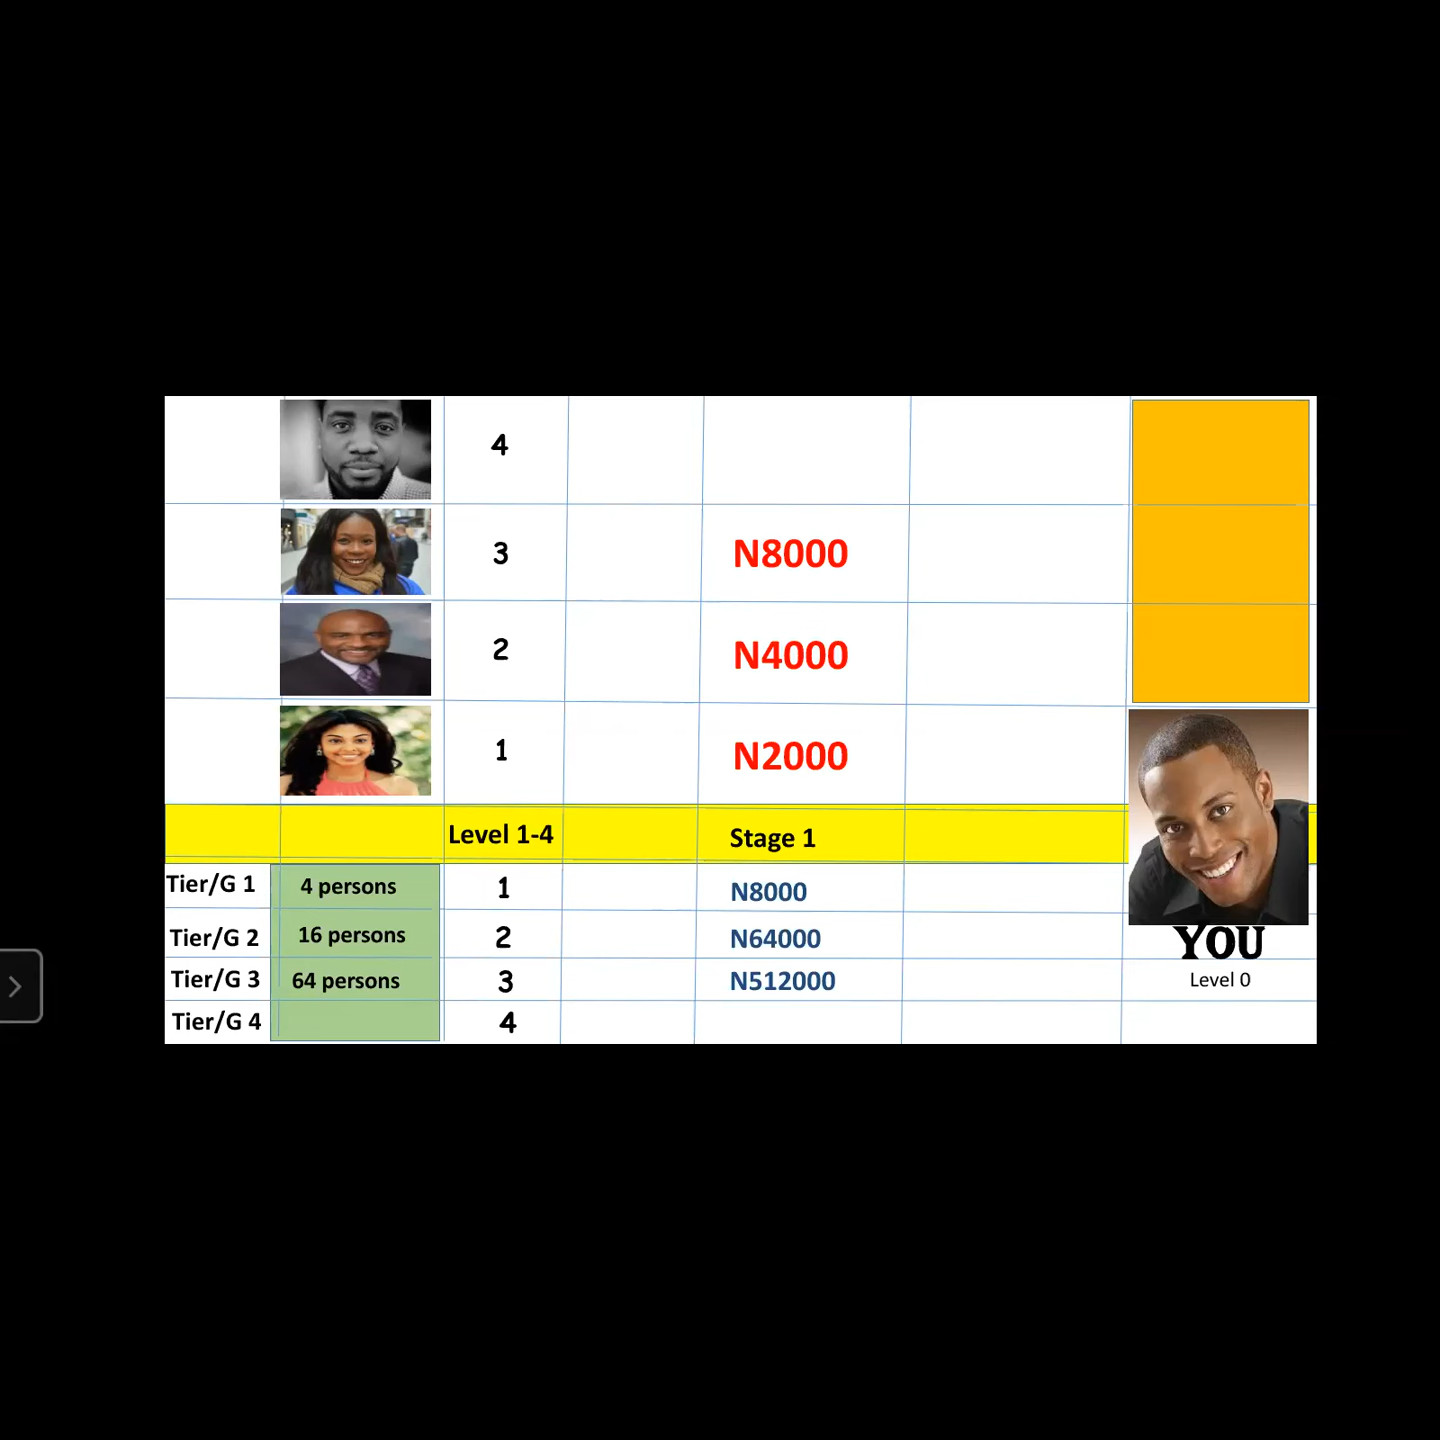 4
3 N8000
2 N4000
1 N2000
Level 1-4 Stage 1
Tier/G 1 4 persons 1 N8000
Tier/G 2 16 persons 2 N64000 YOU
Tier/G 3 64 persons 3 N512000 Level 0
Tier/G 4 4